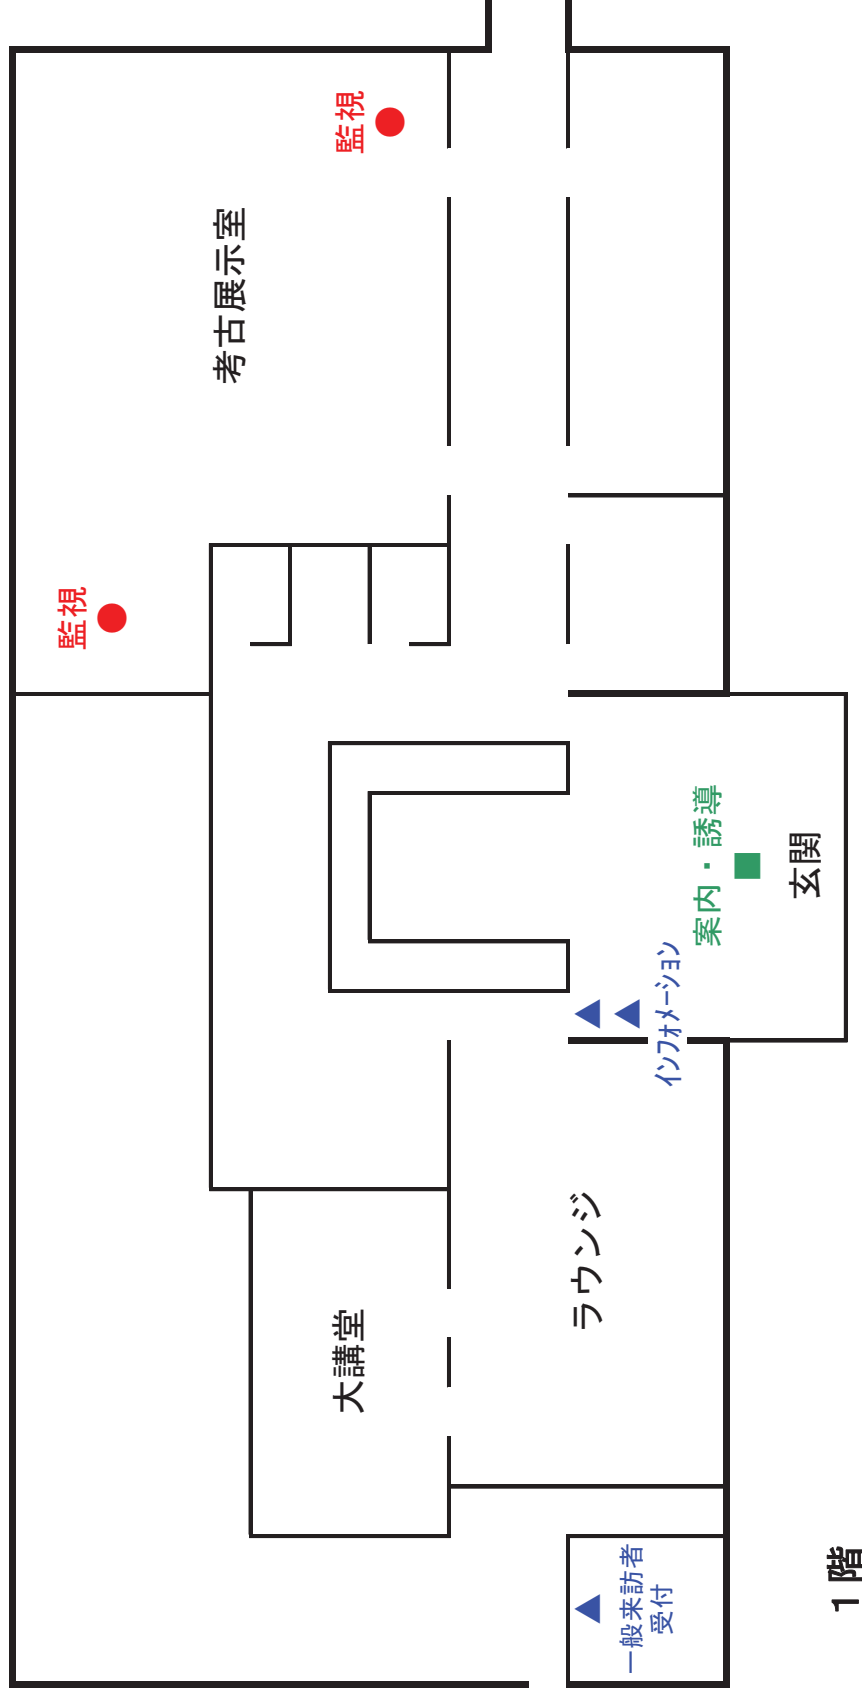 監視
考古展示室
監視
案内・誘導
玄関
インフォメーション
ラウンジ
大講堂
一般来訪者
受付
1階